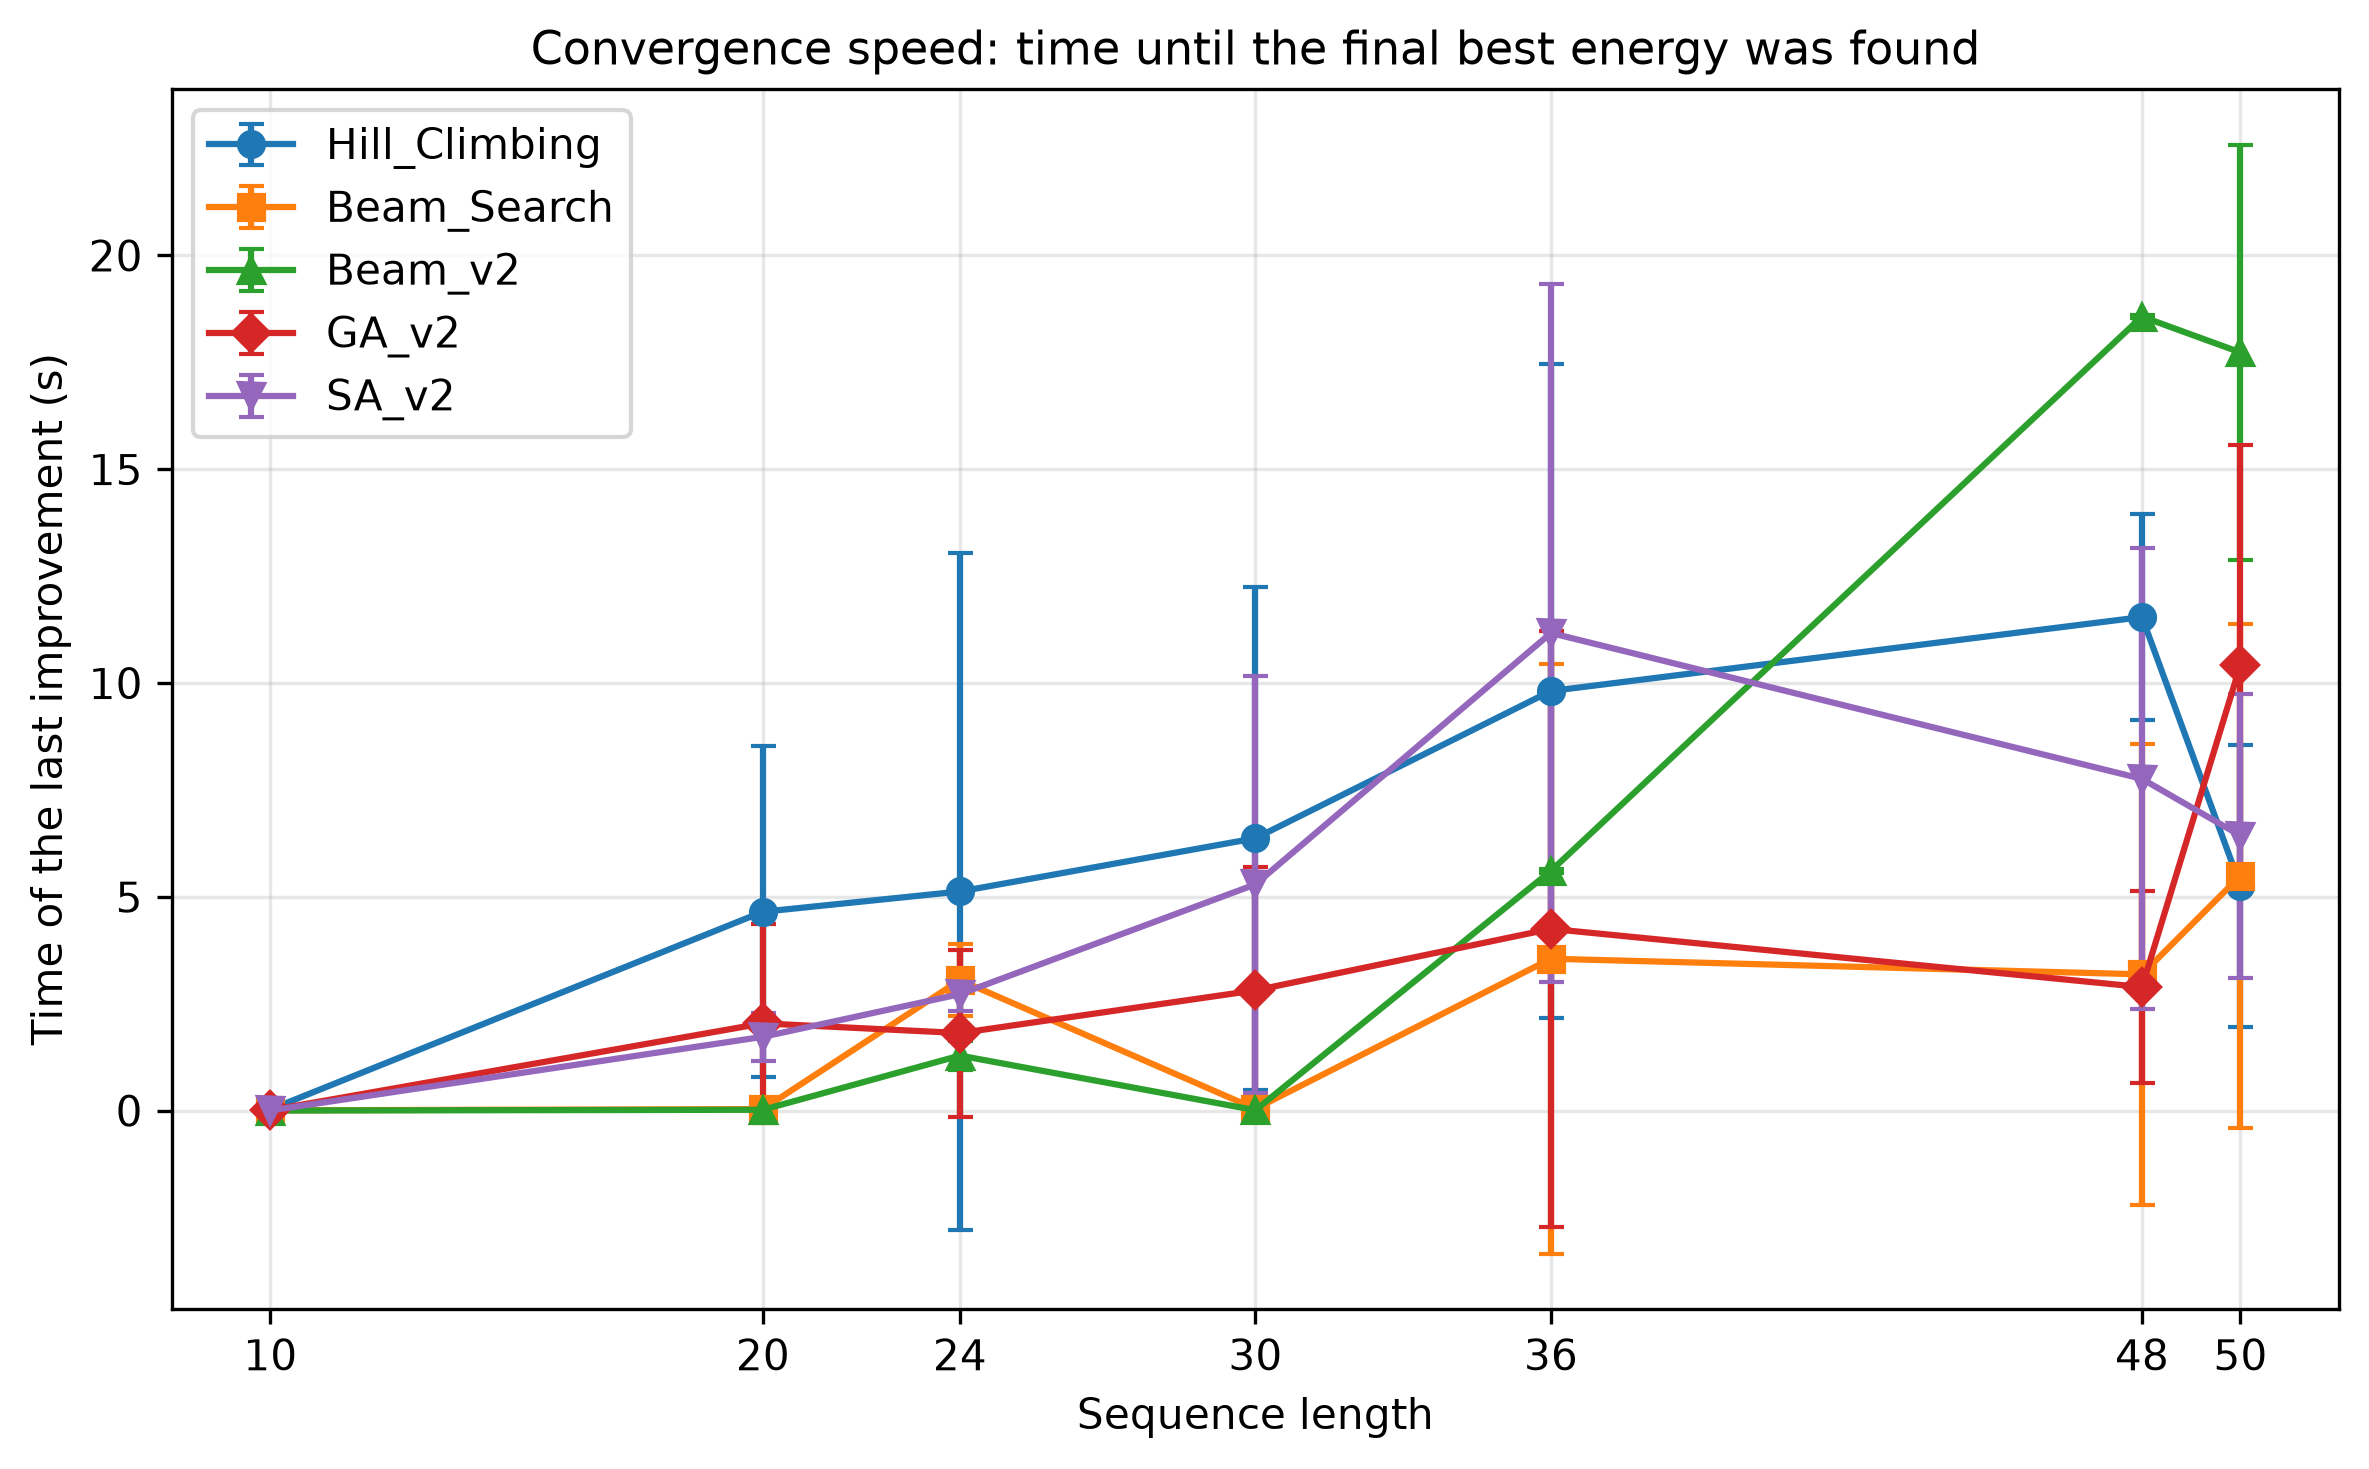 Convergence speed: time until the final best energy was found
Hill_Climbing
Beam_Search
Beam_v2
GA_v2
SA_v2
Time of the last improvement (s)
20
15
10
5
0
10 20 24 30 36 48 50
Sequence length